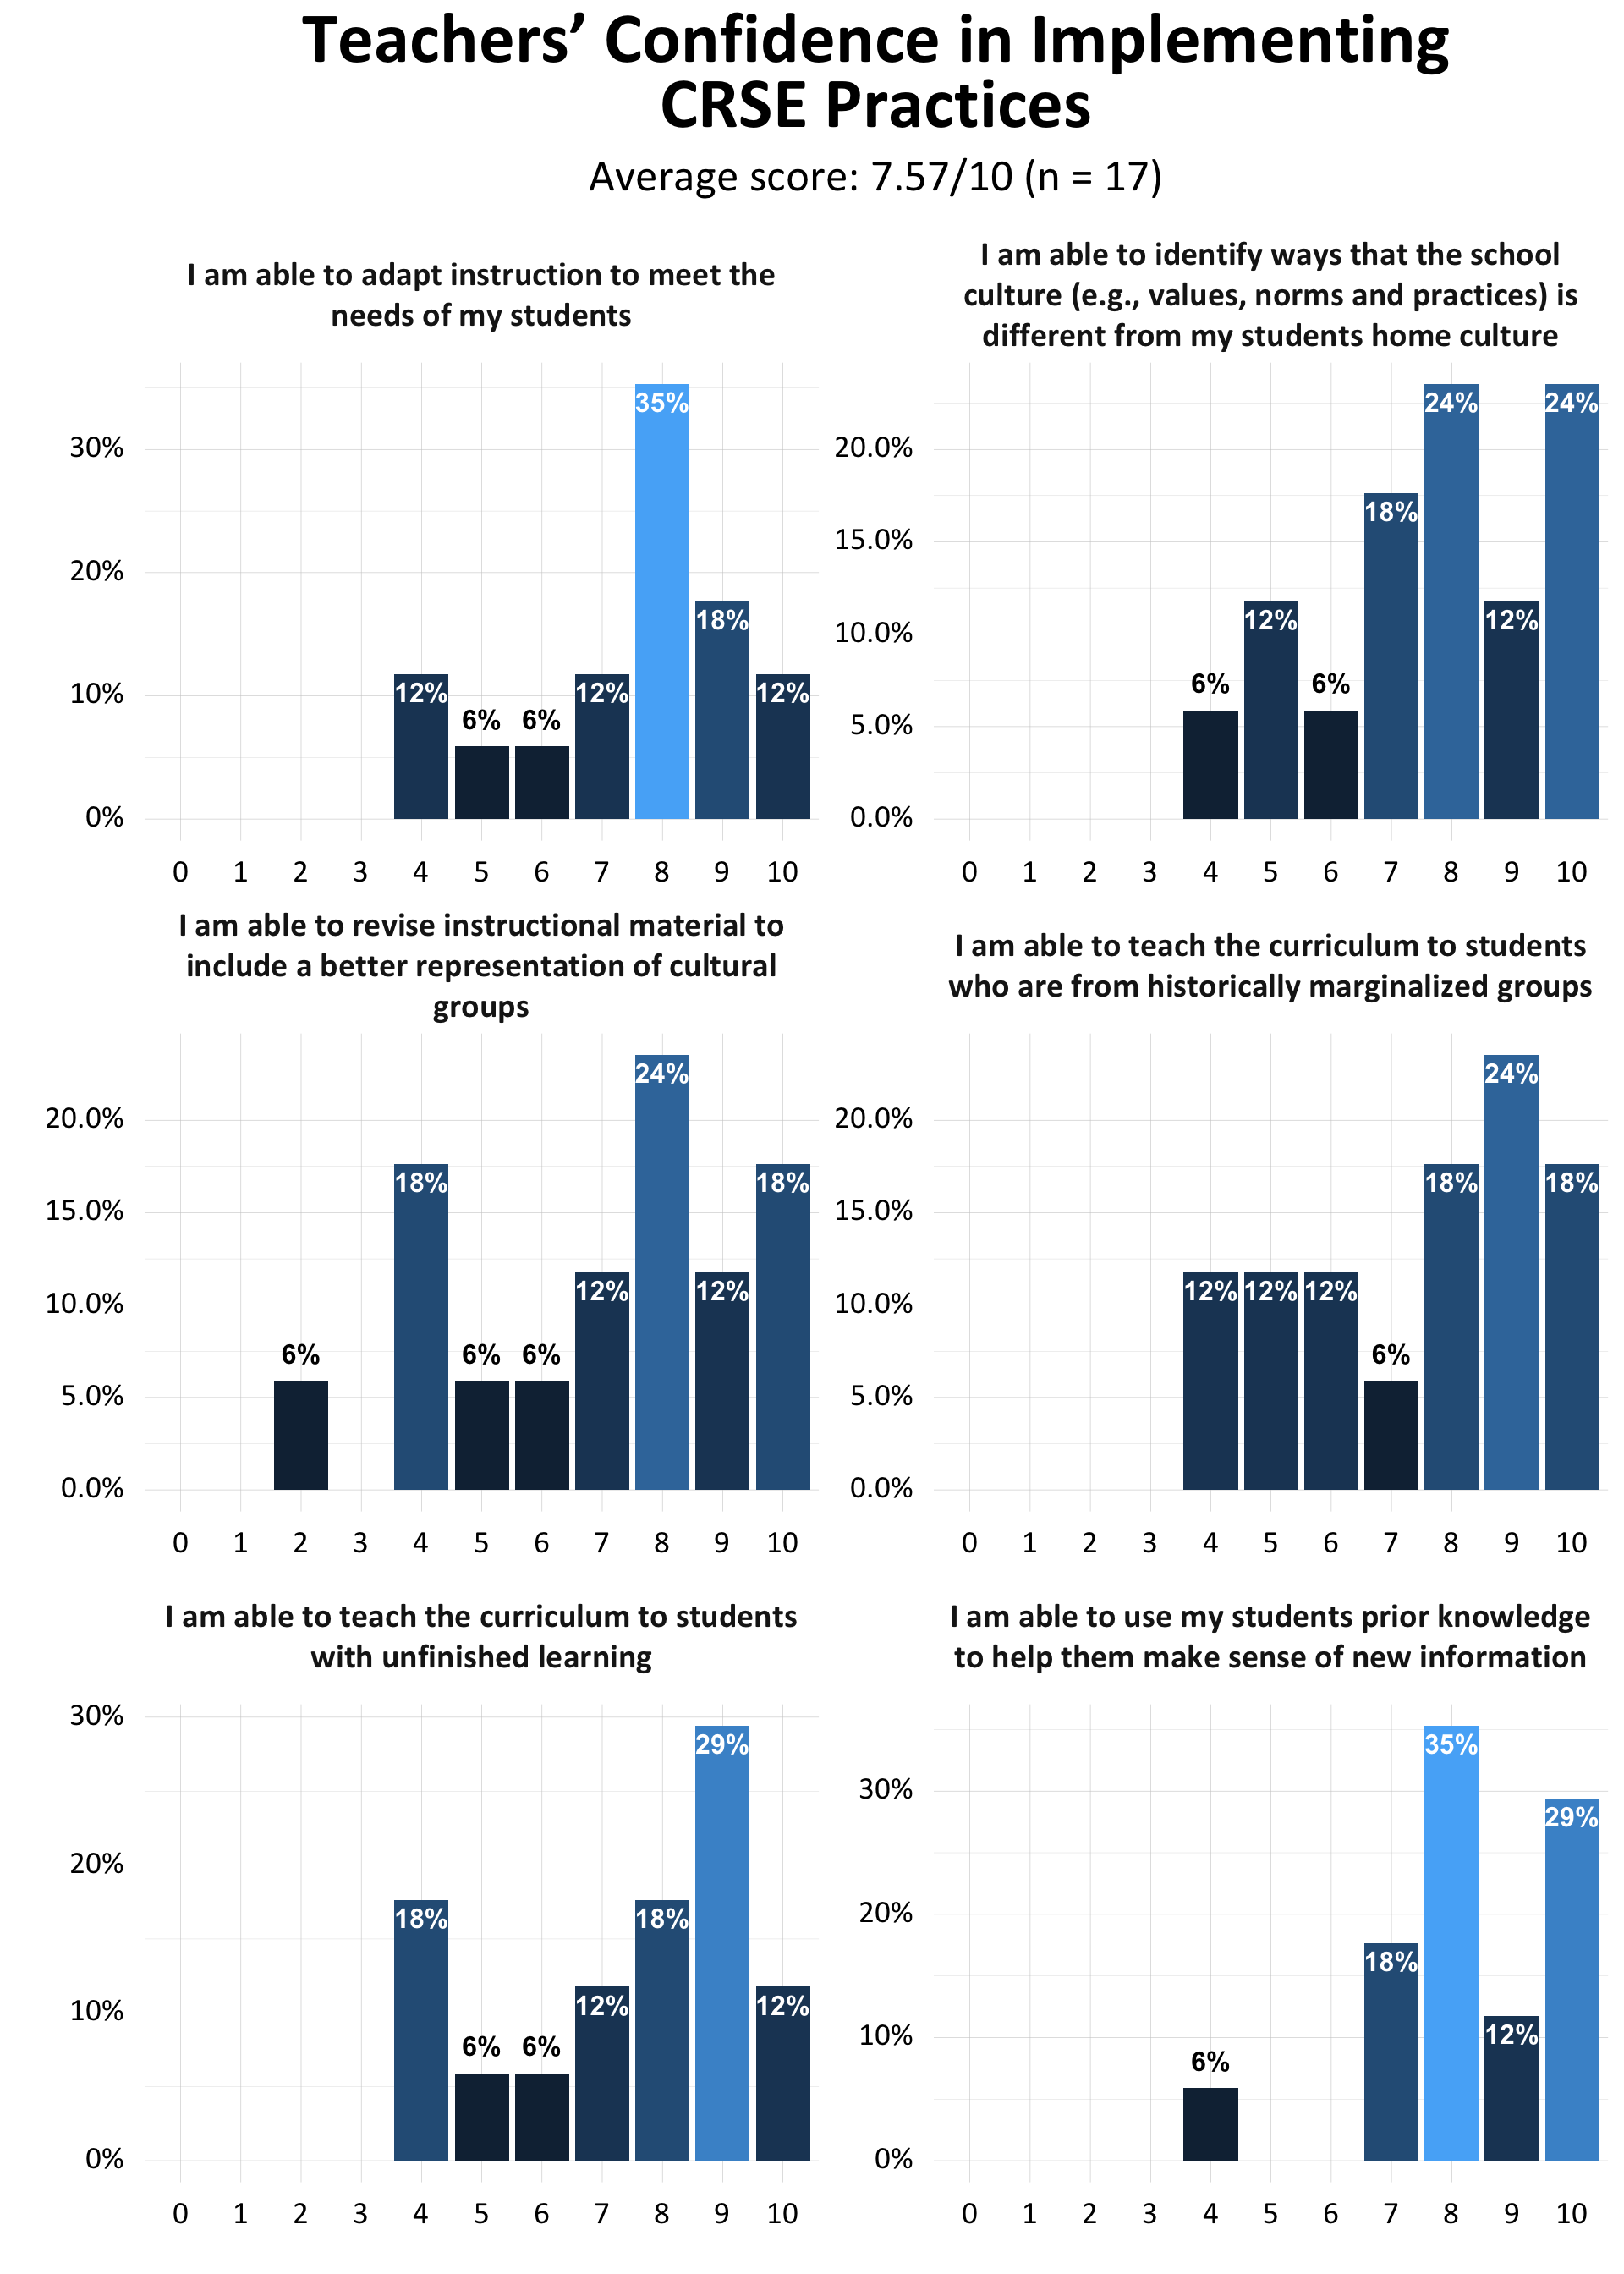 Teachers’ Confidence in Implementing
CRSE Practices
Average score: 7.57/10 (n = 17)
I am able to adapt instruction to meet the
needs of my students
30%
20%
10%
0%
12%
6%
6%
12%
35%
18%
12%
0 1 2 3 4 5 6 7 8 9 10
I am able to identify ways that the school
culture (e.g., values, norms and practices) is
different from my students home culture
20.0%
15.0%
10.0%
5.0%
0.0%
6%
12%
6%
18%
24%
12%
24%
0 1 2 3 4 5 6 7 8 9 10
I am able to revise instructional material to
include a better representation of cultural
groups
20.0%
15.0%
10.0%
5.0%
0.0%
6%
18%
6%
6%
12%
24%
12%
18%
0 1 2 3 4 5 6 7 8 9 10
I am able to teach the curriculum to students
who are from historically marginalized groups
20.0%
15.0%
10.0%
5.0%
0.0%
12%
12%
12%
6%
18%
24%
18%
0 1 2 3 4 5 6 7 8 9 10
I am able to teach the curriculum to students
with unfinished learning
30%
20%
10%
0%
18%
6%
6%
12%
18%
29%
12%
0 1 2 3 4 5 6 7 8 9 10
I am able to use my students prior knowledge
to help them make sense of new information
30%
20%
10%
0%
6%
18%
35%
12%
29%
0 1 2 3 4 5 6 7 8 9 10